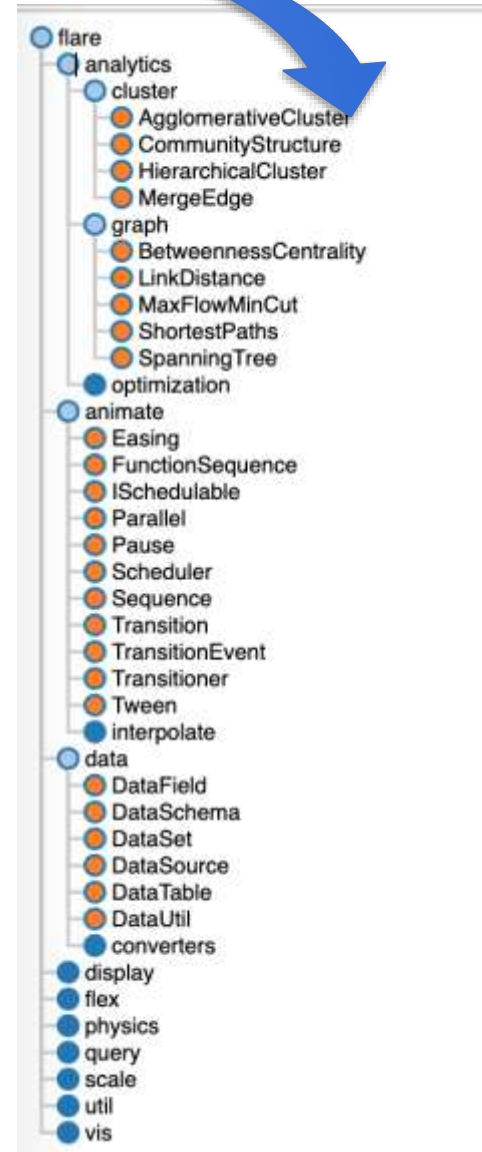 flare
analytics
cluster
AgglomerativeCluster
CommunityStructure
HierarchicalCluster
MergeEdge
graph
BetweennessCentrality
LinkDistance
MaxFlowMinCut
ShortestPaths
SpanningTree
optimization
animate
Easing
FunctionSequence
ISchedulable
Parallel
Pause
Scheduler
Sequence
Transition
TransitionEvent
Transitioner
Tween
interpolate
data
DataField
DataSchema
DataSet
DataSource
DataTable
DataUtil
converters
display
flex
physics
query
scale
util
vis